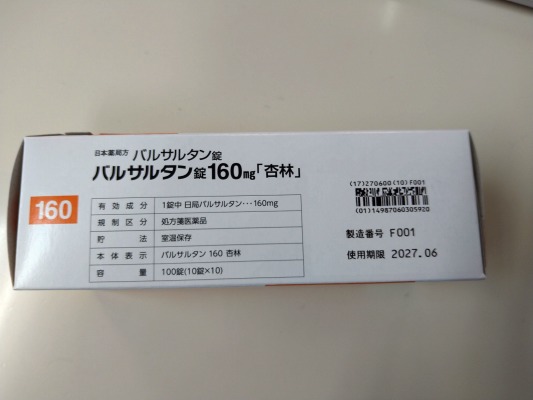 日本薬局方 バルサルタン錠
バルサルタン錠160mg「杏林」
160
有効成分 1錠中 日局バルサルタン･･･160mg
規制区分 処方箋医薬品
貯法 室温保存
本体表示 バルサルタン 160 杏林
容量 100錠(10錠×10)
(17)270600(10)F001
(01)14987060305920
製造番号 F001
使用期限 2027.06